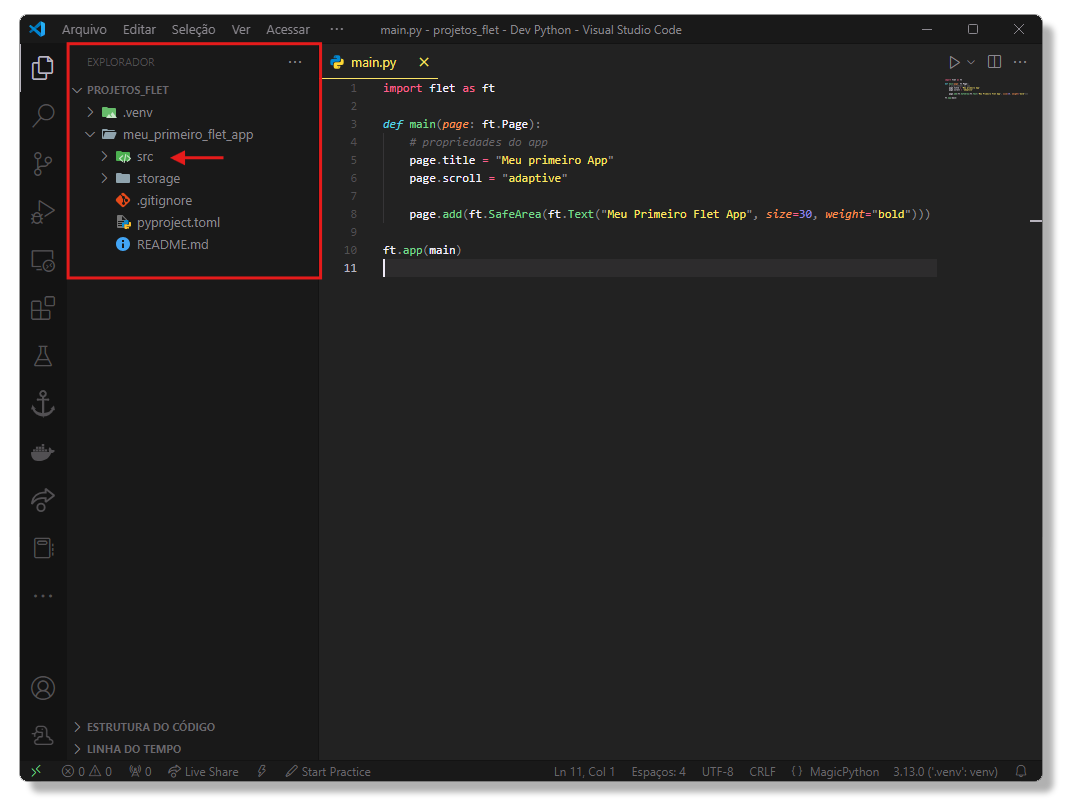 Arquivo Editar Seleção Ver Acessar ··· main.py - projetos_flet - Dev Python - Visual Studio Code
EXPLORADOR ···
PROJETOS_FLET
.venv
meu_primeiro_flet_app
src
storage
.gitignore
pyproject.toml
README.md
ESTRUTURA DO CÓDIGO
LINHA DO TEMPO
main.py
1 import flet as ft
2
3 def main(page: ft.Page):
4     # propriedades do app
5     page.title = "Meu primeiro App"
6     page.scroll = "adaptive"
7
8     page.add(ft.SafeArea(ft.Text("Meu Primeiro Flet App", size=30, weight="bold")))
9
10 ft.app(main)
11
0 0 0 Live Share Start Practice Ln 11, Col 1 Espaços: 4 UTF-8 CRLF {} MagicPython 3.13.0 ('.venv': venv)